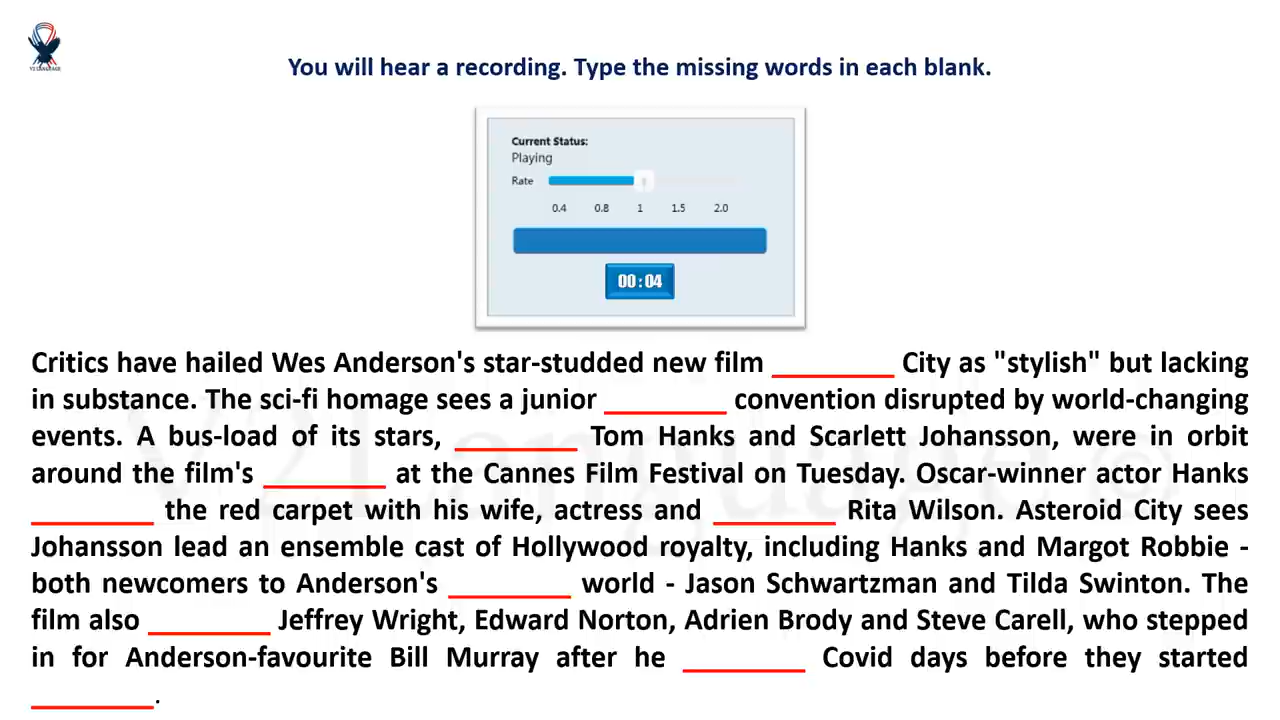 V2 LANGUAGE
You will hear a recording. Type the missing words in each blank.
Current Status:
Playing
Rate
0.4 0.8 1 1.5 2.0
00:04
Critics have hailed Wes Anderson's star-studded new film ________ City as "stylish" but lacking
in substance. The sci-fi homage sees a junior ________ convention disrupted by world-changing
events. A bus-load of its stars, ________ Tom Hanks and Scarlett Johansson, were in orbit
around the film's ________ at the Cannes Film Festival on Tuesday. Oscar-winner actor Hanks
________ the red carpet with his wife, actress and ________ Rita Wilson. Asteroid City sees
Johansson lead an ensemble cast of Hollywood royalty, including Hanks and Margot Robbie -
both newcomers to Anderson's ________ world - Jason Schwartzman and Tilda Swinton. The
film also ________ Jeffrey Wright, Edward Norton, Adrien Brody and Steve Carell, who stepped
in for Anderson-favourite Bill Murray after he ________ Covid days before they started
________.
V2Language©